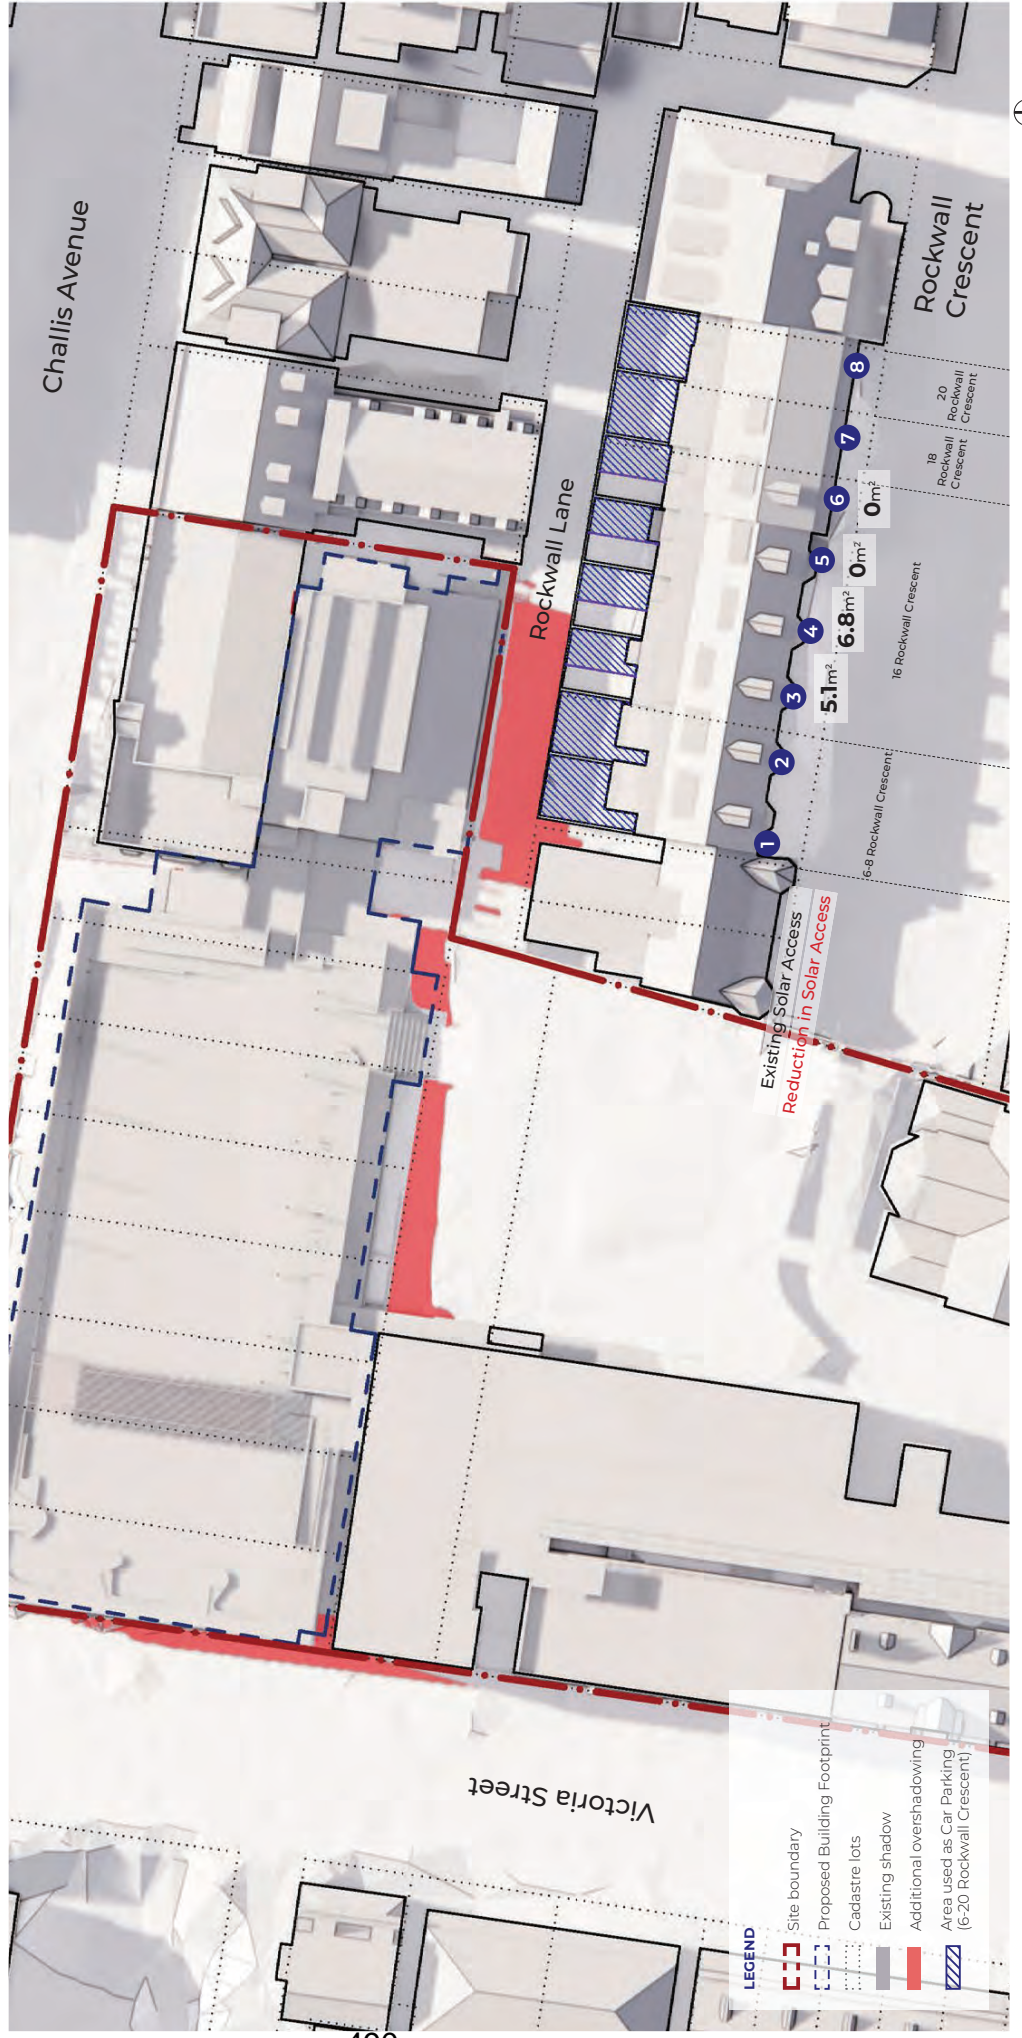 Challis Avenue
Rockwall Lane
Rockwall
Crescent
Victoria Street
1
2
3
4
5
6
7
8
5.1m²
6.8m²
0m²
0m²
6-8 Rockwall Crescent
16 Rockwall Crescent
18
Rockwall
Crescent
20
Rockwall
Crescent
Existing Solar Access
Reduction in Solar Access
LEGEND
Site boundary
Proposed Building Footprint
Cadastre lots
Existing shadow
Additional overshadowing
Area used as Car Parking
(6-20 Rockwall Crescent)